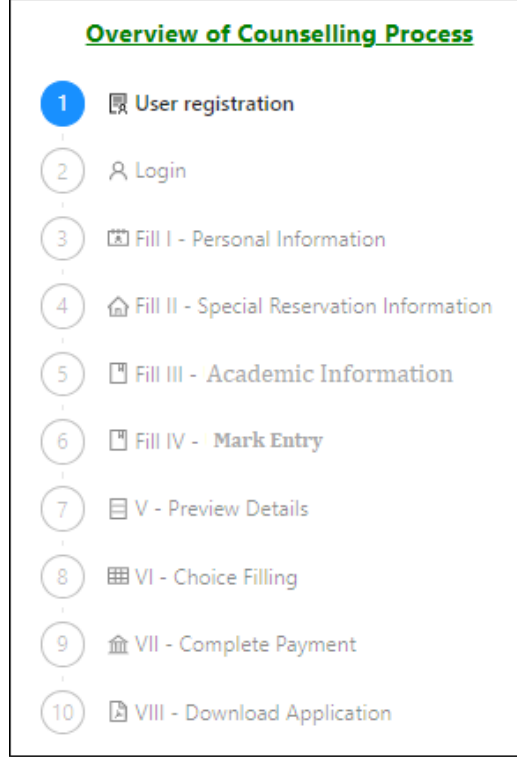 Overview of Counselling Process
1 User registration
2 Login
3 Fill I - Personal Information
4 Fill II - Special Reservation Information
5 Fill III - Academic Information
6 Fill IV - Mark Entry
7 V - Preview Details
8 VI - Choice Filling
9 VII - Complete Payment
10 VIII - Download Application